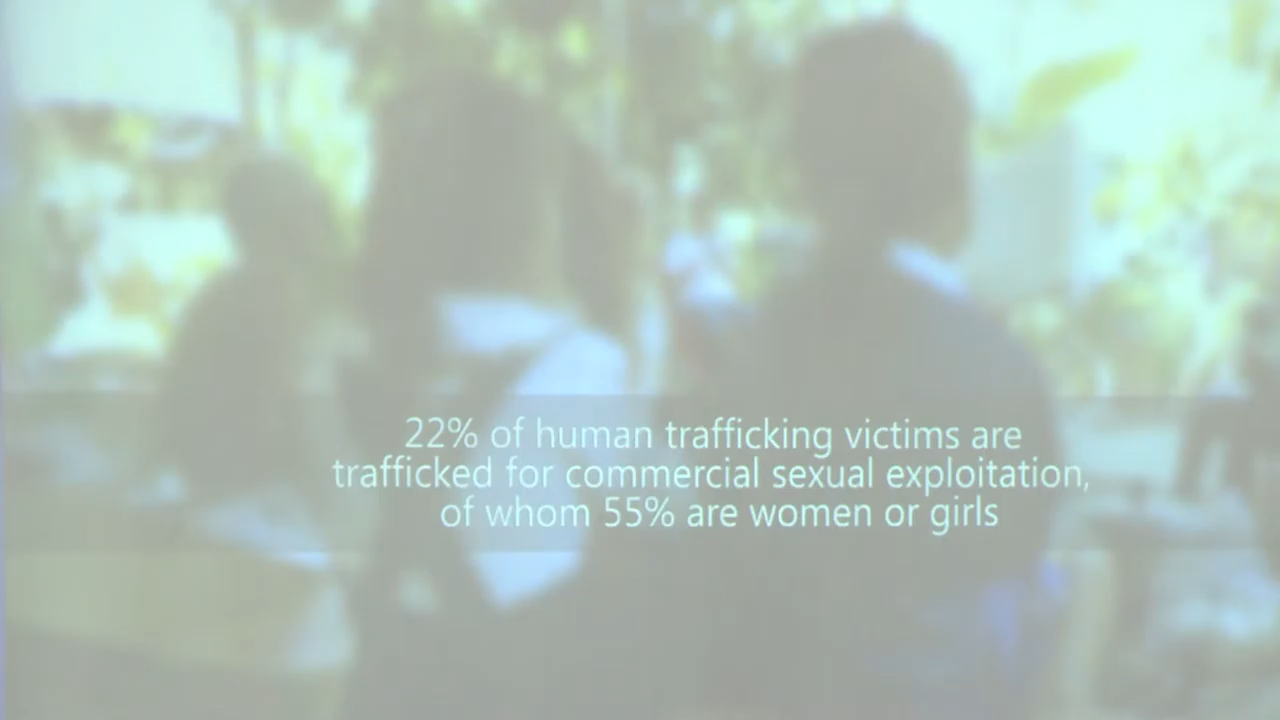 22% of human trafficking victims are
trafficked for commercial sexual exploitation,
of whom 55% are women or girls